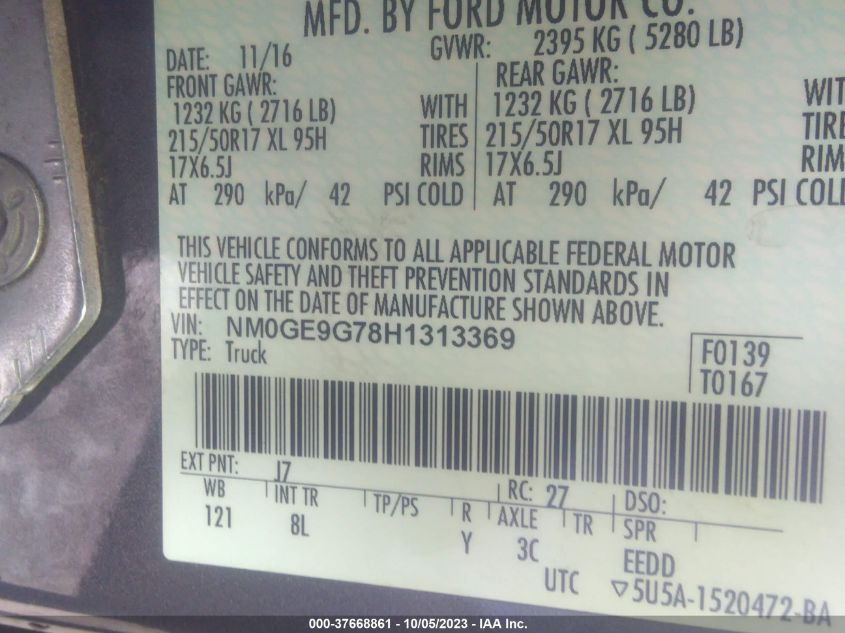 MFD. BY FORD MOTOR CO.
DATE: 11/16 GVWR: 2395 KG ( 5280 LB)
FRONT GAWR: REAR GAWR:
1232 KG ( 2716 LB) WITH 1232 KG ( 2716 LB) WIT
215/50R17 XL 95H TIRES 215/50R17 XL 95H TIRE
17X6.5J RIMS 17X6.5J RIM
AT 290 kPa/ 42 PSI COLD AT 290 kPa/ 42 PSI COL
THIS VEHICLE CONFORMS TO ALL APPLICABLE FEDERAL MOTOR
VEHICLE SAFETY AND THEFT PREVENTION STANDARDS IN
EFFECT ON THE DATE OF MANUFACTURE SHOWN ABOVE.
VIN: NM0GE9G78H1313369
TYPE: Truck
F0139
T0167
EXT PNT: J7 RC: 27 DSO:
WB INT TR TP/PS R AXLE TR SPR
121 8L Y 3C EEDD
UTC ▽5U5A-1520472-BA
000-37668861 - 10/05/2023 - IAA Inc.